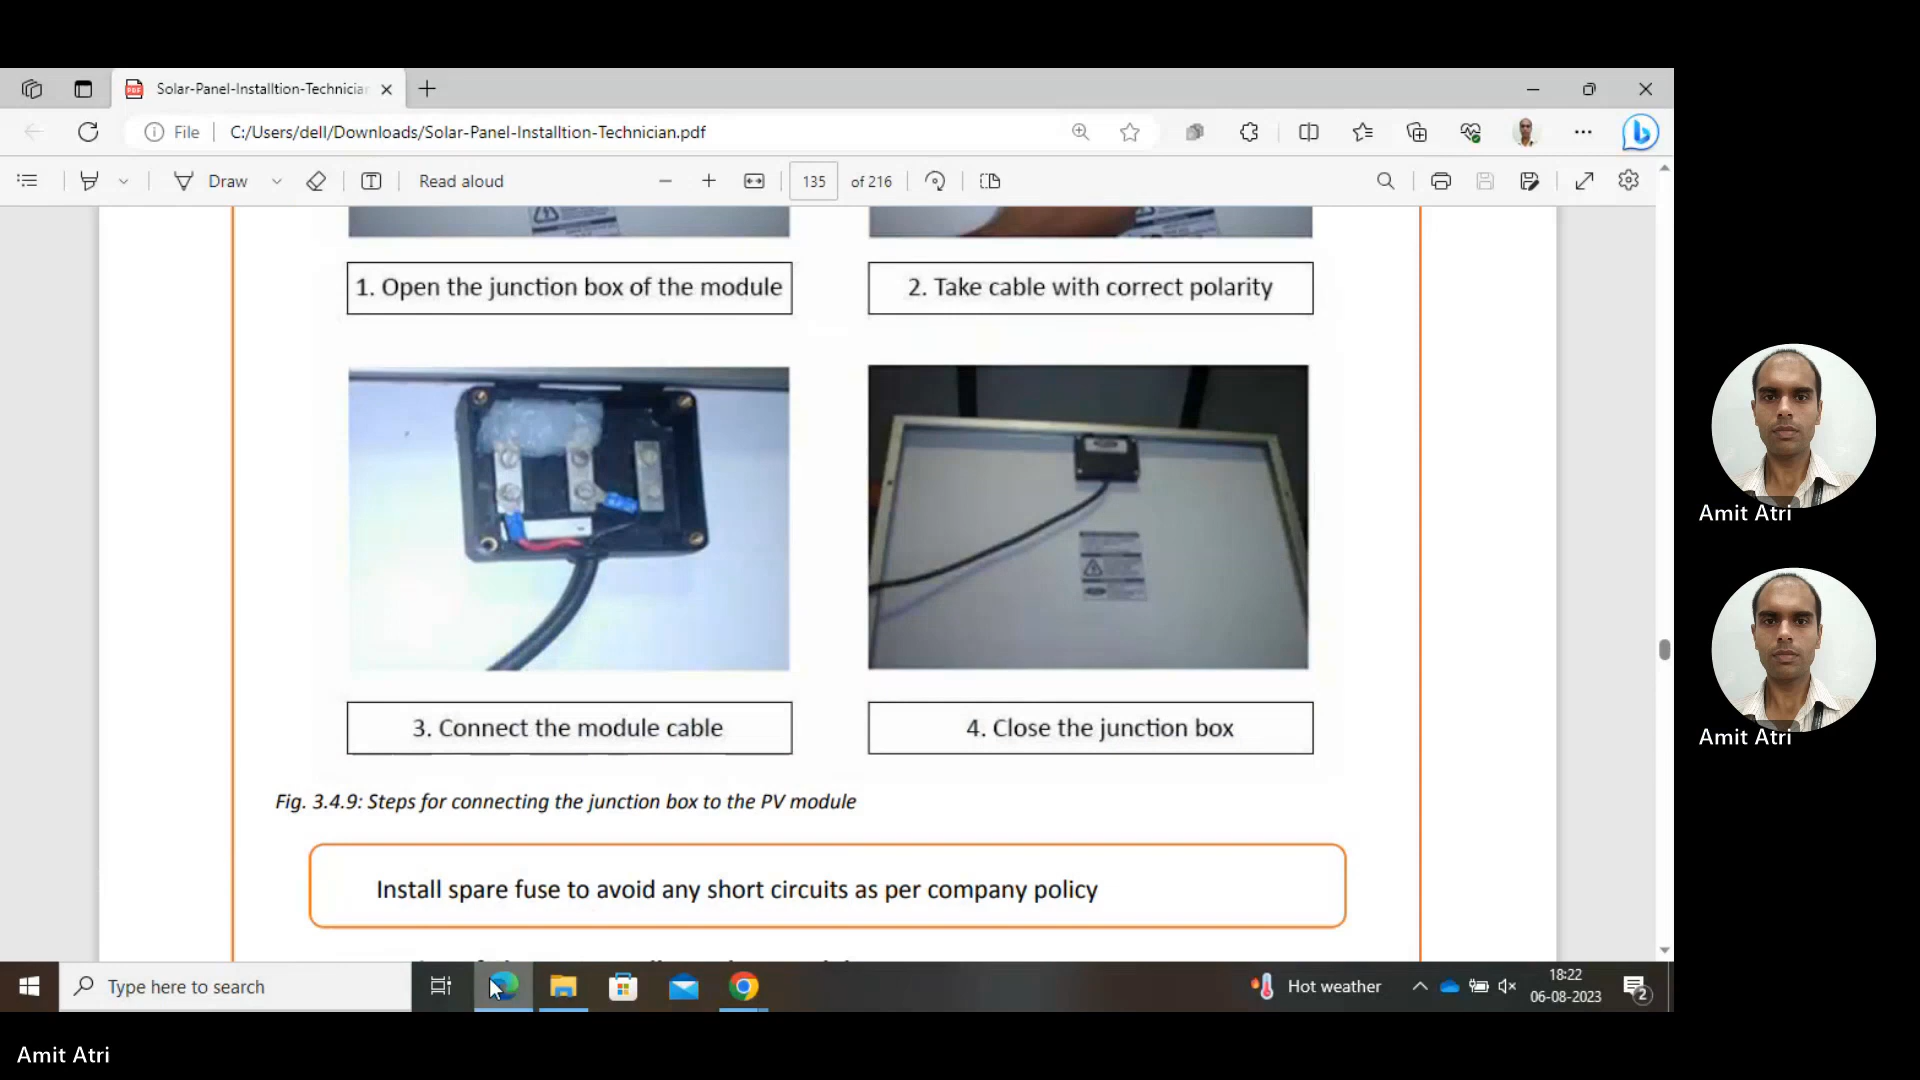 Solar-Panel-Installtion-Technician
File
C:/Users/dell/Downloads/Solar-Panel-Installtion-Technician.pdf
Draw
Read aloud
135
of 216
1. Open the junction box of the module
2. Take cable with correct polarity
3. Connect the module cable
4. Close the junction box
Fig. 3.4.9: Steps for connecting the junction box to the PV module
Install spare fuse to avoid any short circuits as per company policy
Type here to search
Hot weather
18:22
06-08-2023
2
Amit Atri
Amit Atri
Amit Atri